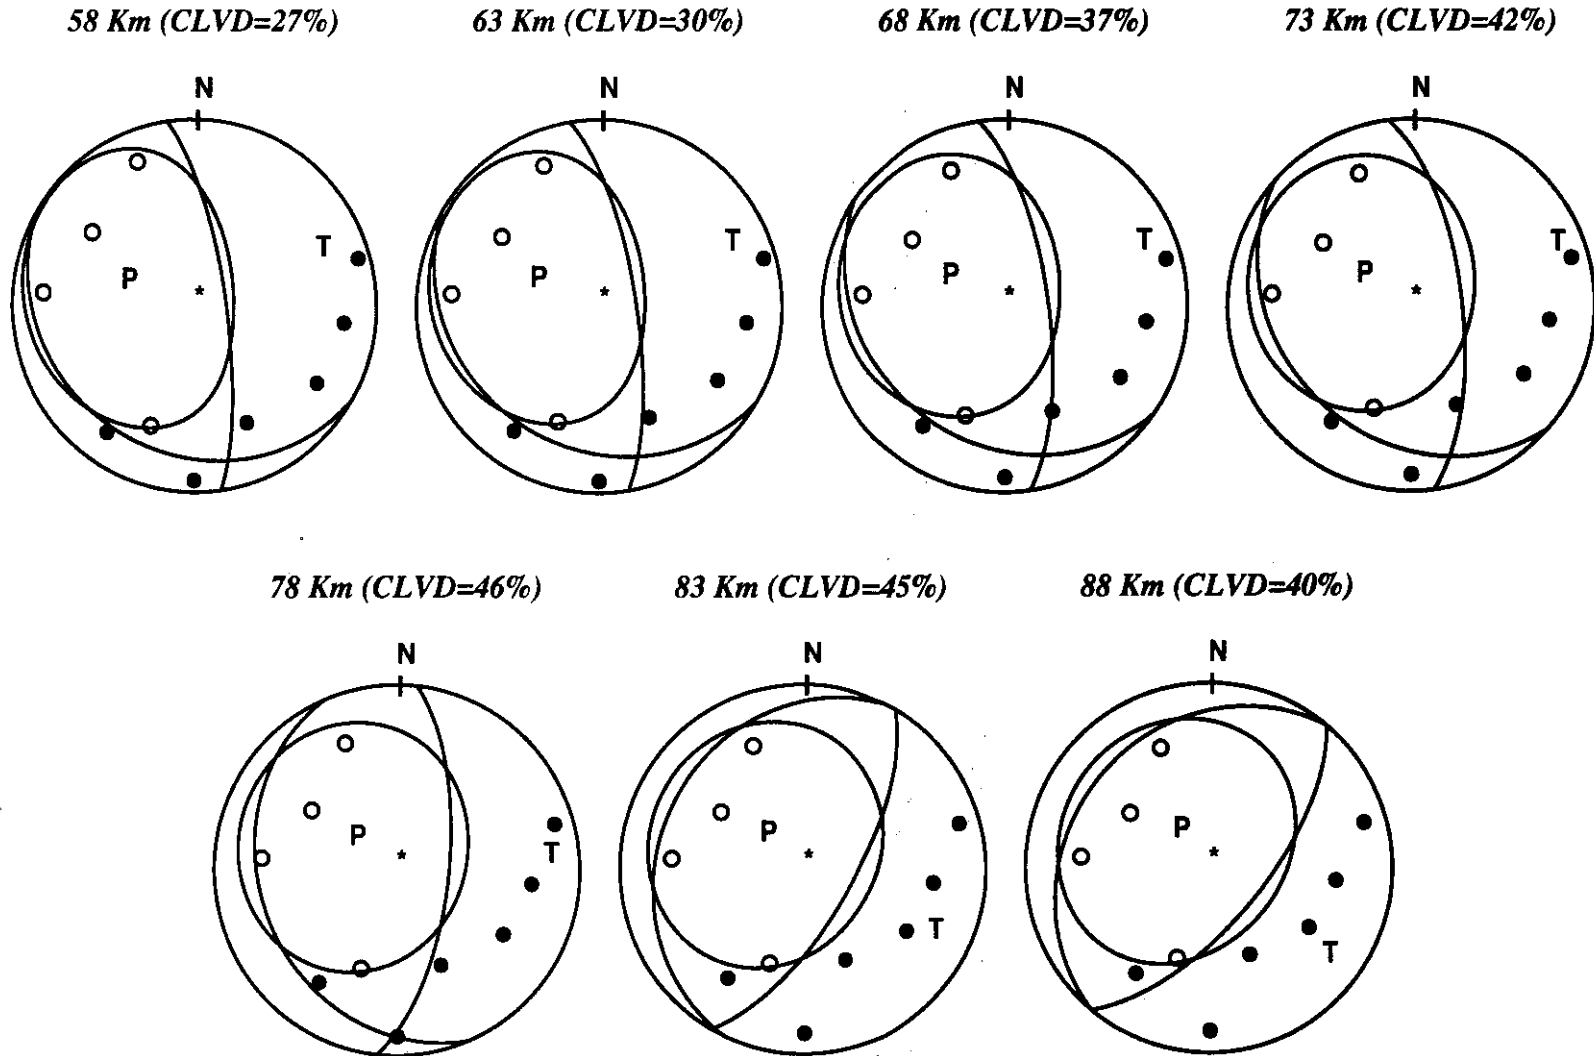 58 Km (CLVD=27%) 63 Km (CLVD=30%) 68 Km (CLVD=37%) 73 Km (CLVD=42%)
N N N N
T T T T
P P P P
* * * *
78 Km (CLVD=46%) 83 Km (CLVD=45%) 88 Km (CLVD=40%)
N N N
P P P
* * *
T T T